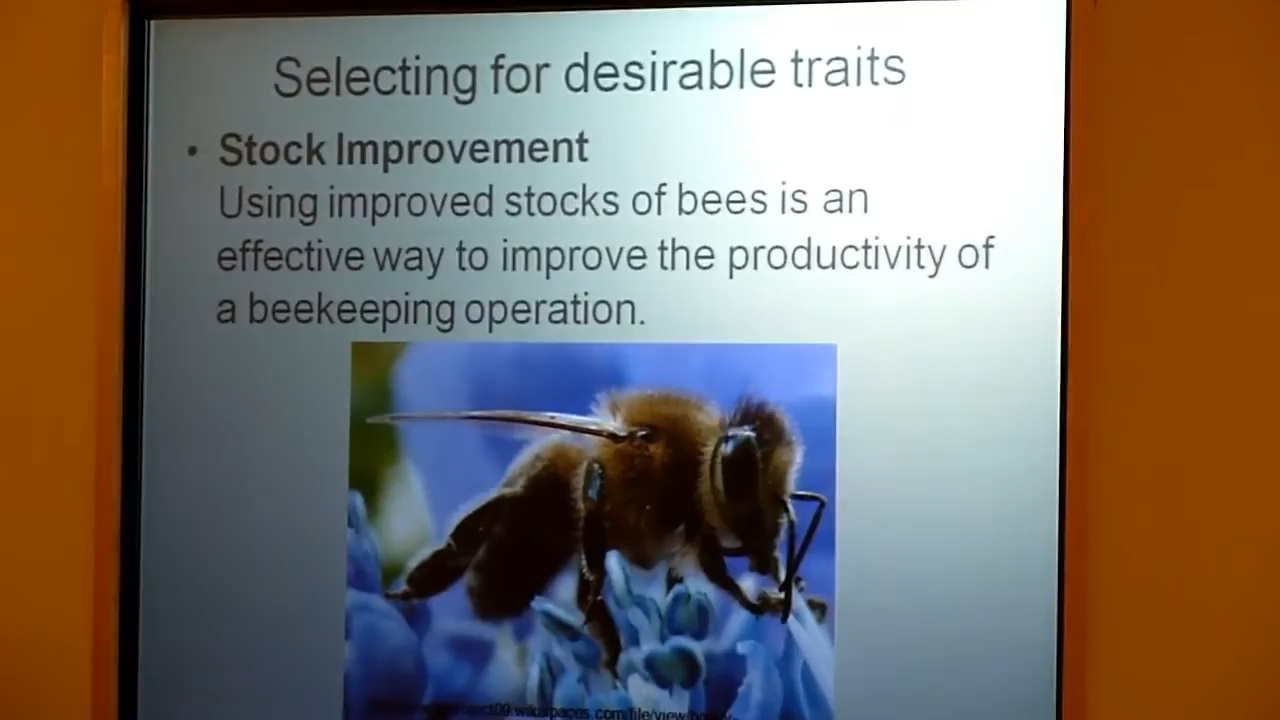 Selecting for desirable traits
• Stock Improvement
Using improved stocks of bees is an
effective way to improve the productivity of
a beekeeping operation.